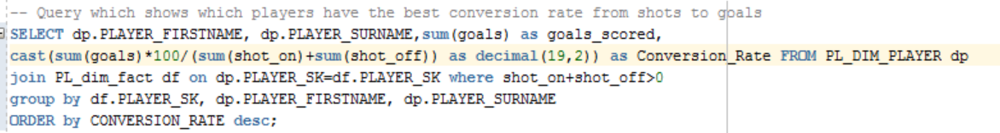 -- Query which shows which players have the best conversion rate from shots to goals
SELECT dp.PLAYER_FIRSTNAME, dp.PLAYER_SURNAME,sum(goals) as goals_scored,
cast(sum(goals)*100/(sum(shot_on)+sum(shot_off)) as decimal(19,2)) as Conversion_Rate FROM PL_DIM_PLAYER dp
join PL_dim_fact df on dp.PLAYER_SK=df.PLAYER_SK where shot_on+shot_off>0
group by df.PLAYER_SK, dp.PLAYER_FIRSTNAME, dp.PLAYER_SURNAME
ORDER by CONVERSION_RATE desc;